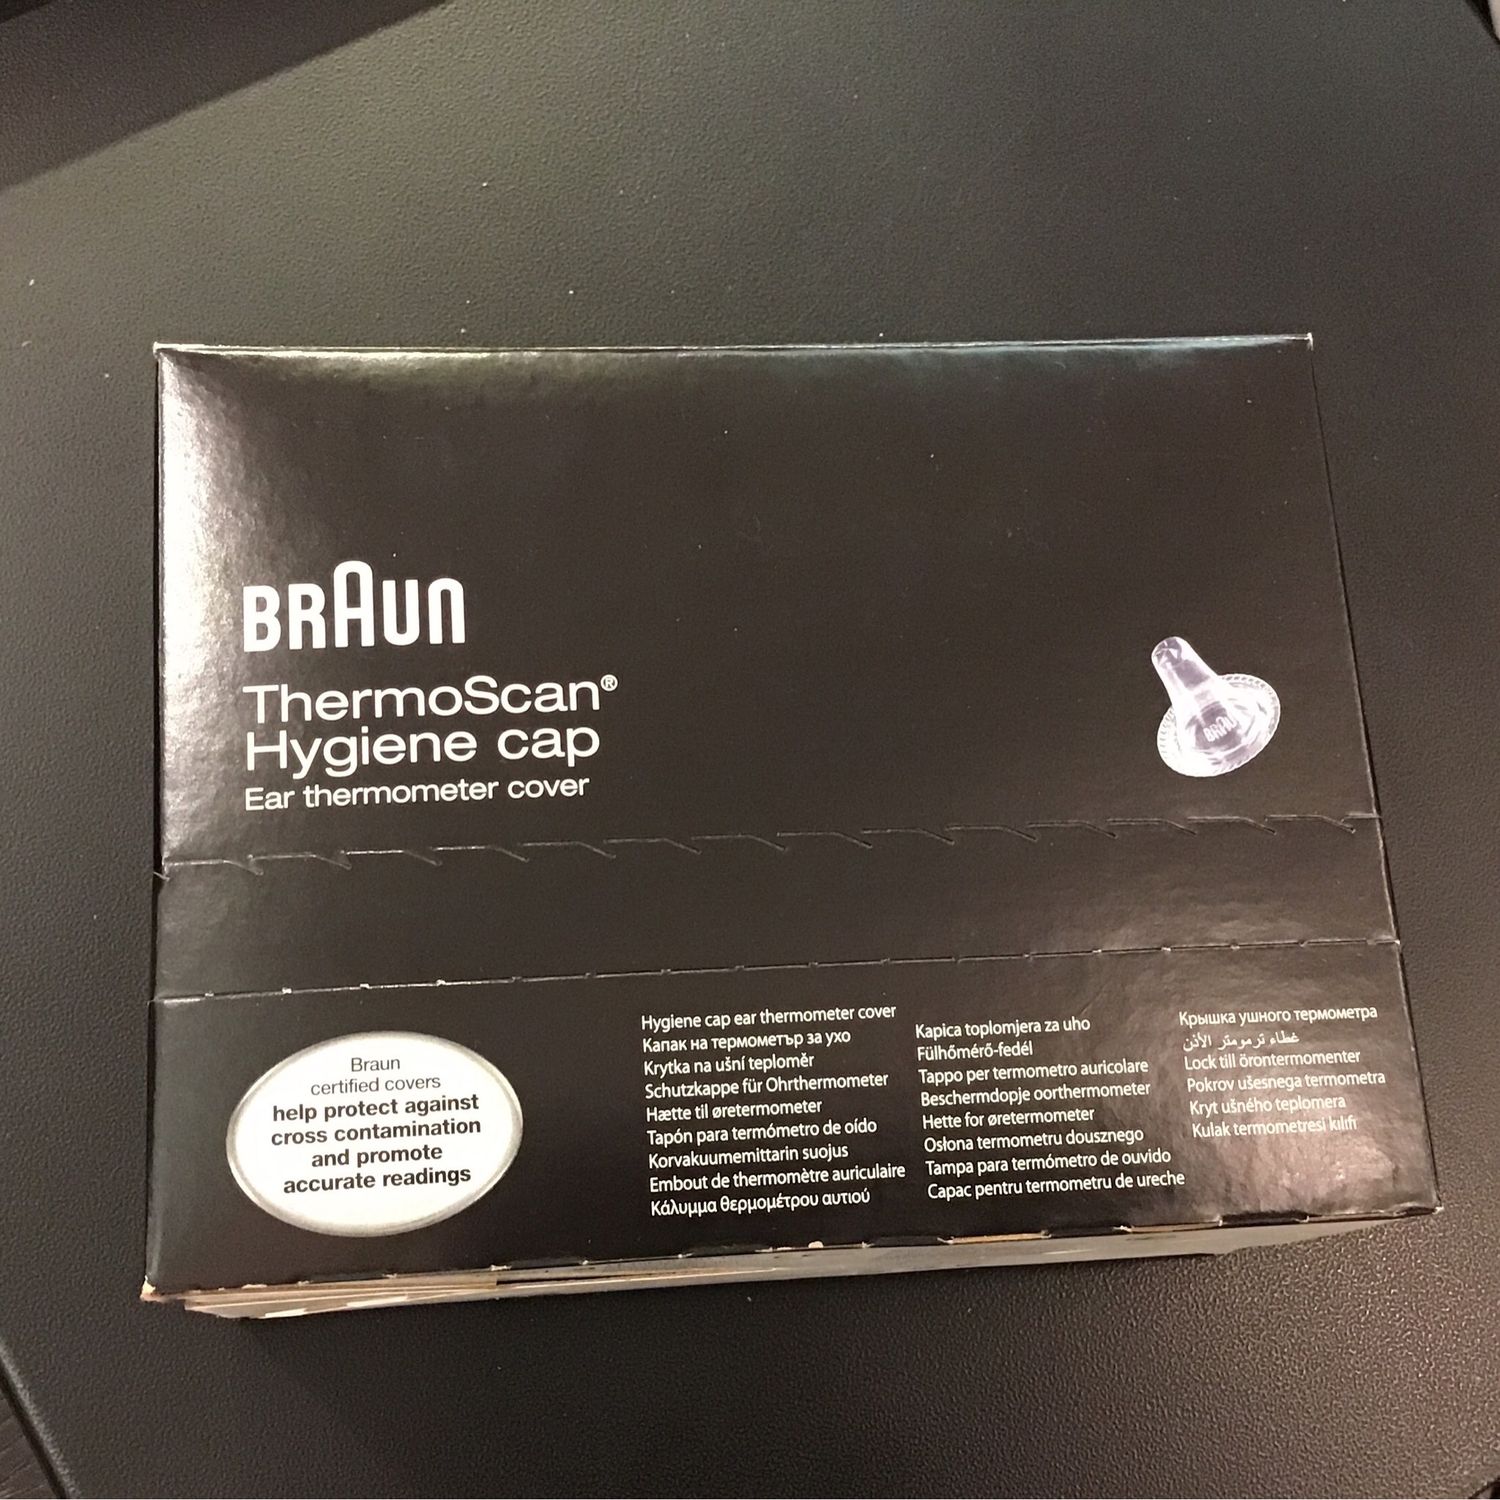 BRAUN
ThermoScan®
Hygiene cap
Ear thermometer cover
BRAUN
Braun
certified covers
help protect against
cross contamination
and promote
accurate readings
Hygiene cap ear thermometer cover
Капак на термометър за ухо
Krytka na ušní teploměr
Schutzkappe für Ohrthermometer
Hætte til øretermometer
Tapón para termómetro de oído
Korvakuumemittarin suojus
Embout de thermomètre auriculaire
Κάλυμμα θερμομέτρου αυτιού
Kapica toplomjera za uho
Fülhőmérő-fedél
Tappo per termometro auricolare
Beschermdopje oorthermometer
Hette for øretermometer
Osłona termometru dousznego
Tampa para termómetro de ouvido
Capac pentru termometru de ureche
Крышка ушного термометра
غطاء ترمومتر الأذن
Lock till örontermomenter
Pokrov ušesnega termometra
Kryt ušného teplomera
Kulak termometresi kılıfı